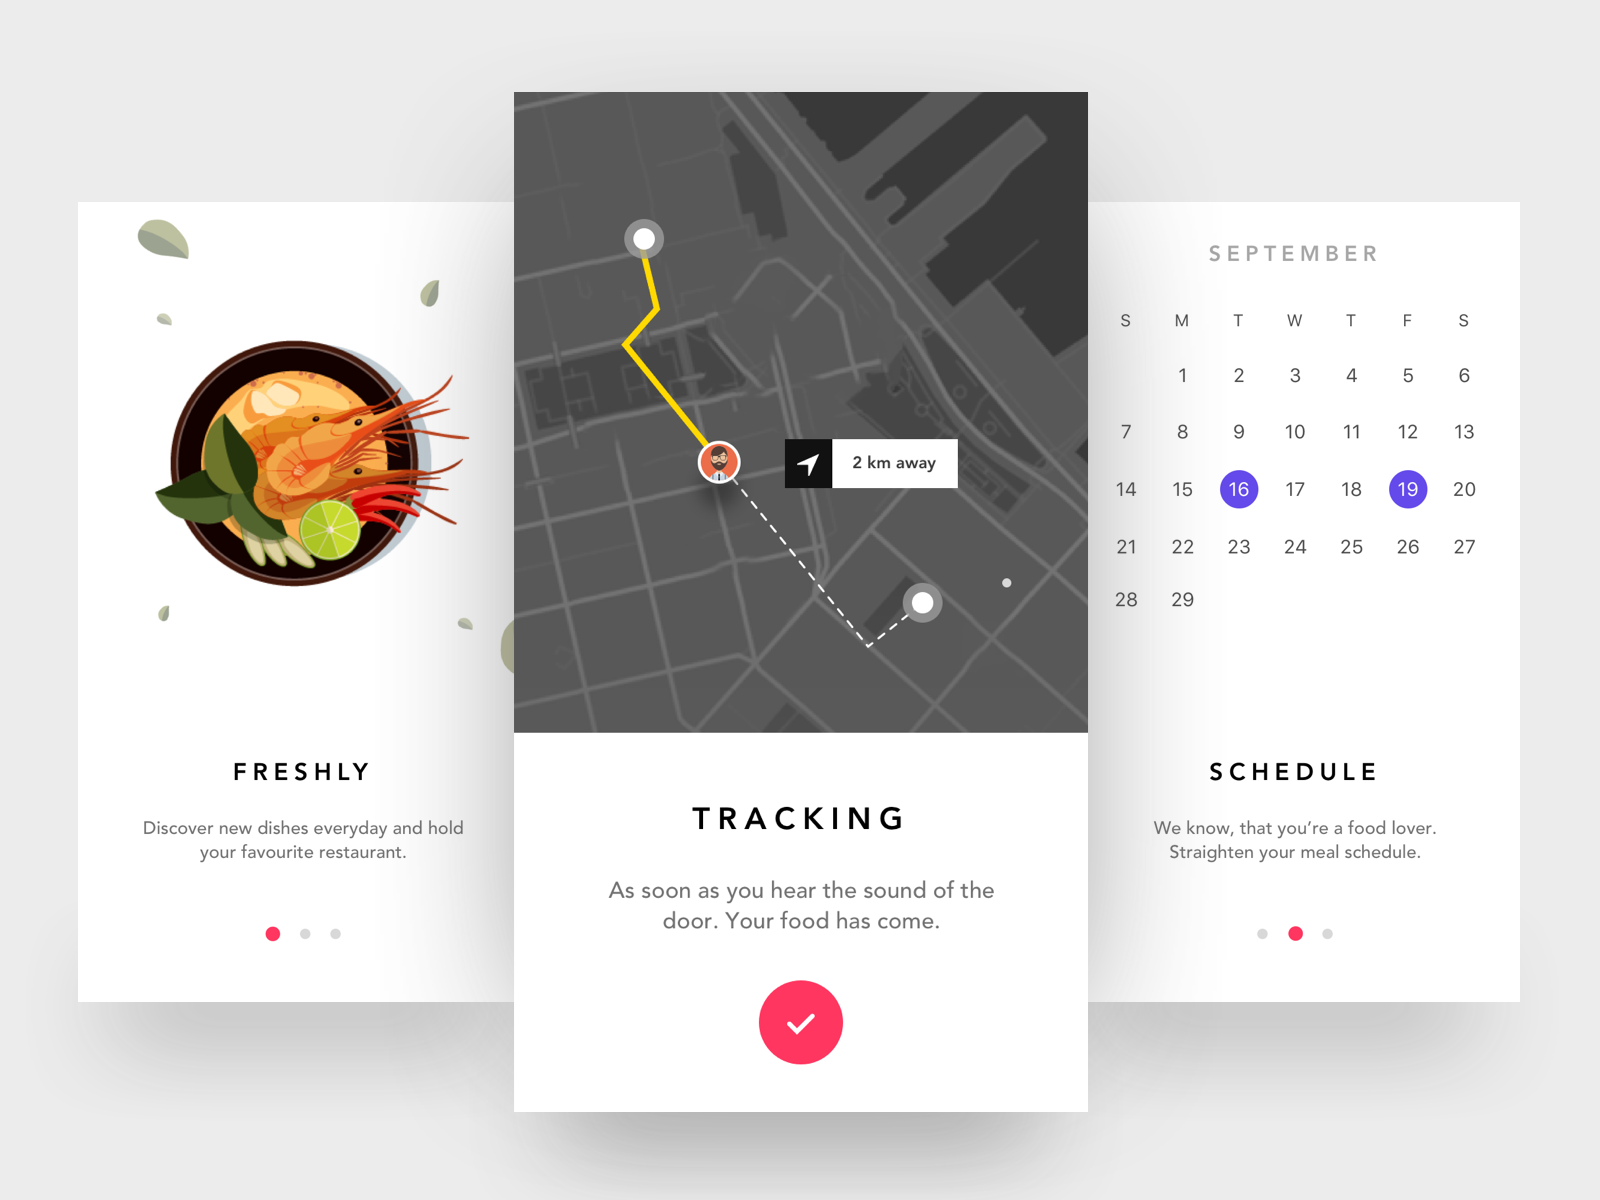 FRESHLY
Discover new dishes everyday and hold
your favourite restaurant.
2 km away
TRACKING
As soon as you hear the sound of the
door. Your food has come.
SEPTEMBER
S M T W T F S
1 2 3 4 5 6
7 8 9 10 11 12 13
14 15 16 17 18 19 20
21 22 23 24 25 26 27
28 29
SCHEDULE
We know, that you’re a food lover.
Straighten your meal schedule.